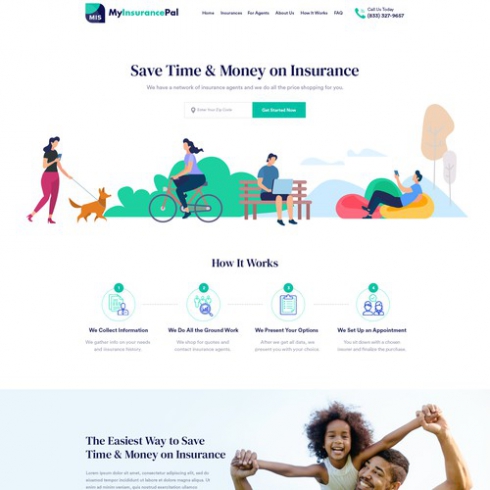 MIS
MyInsurancePal
Home Insurances For Agents About Us How It Works FAQ
Call Us Today
(855) 327-9657
Save Time & Money on Insurance
We have a network of insurance agents and we do all the price shopping for you.
Enter Your Zip Code
Get Started Now
How It Works
1
2
3
4
We Collect Information
We Do All the Ground Work
We Present Your Options
We Set Up an Appointment
We gather info on your needs
and insurance history.
We shop for quotes and
contact insurance agents.
After we get all data, we
present you with your choice.
You sit down with a chosen
and finalize the purchase.
The Easiest Way to Save
Time & Money on Insurance
Lorem ipsum dolor sit amet, consectetur adipiscing elit, sed do
eiusmod tempor incididunt ut labore et dolore magna aliqua. Ut
enim ad minim veniam, quis nostrud exercitation ullamco laboris